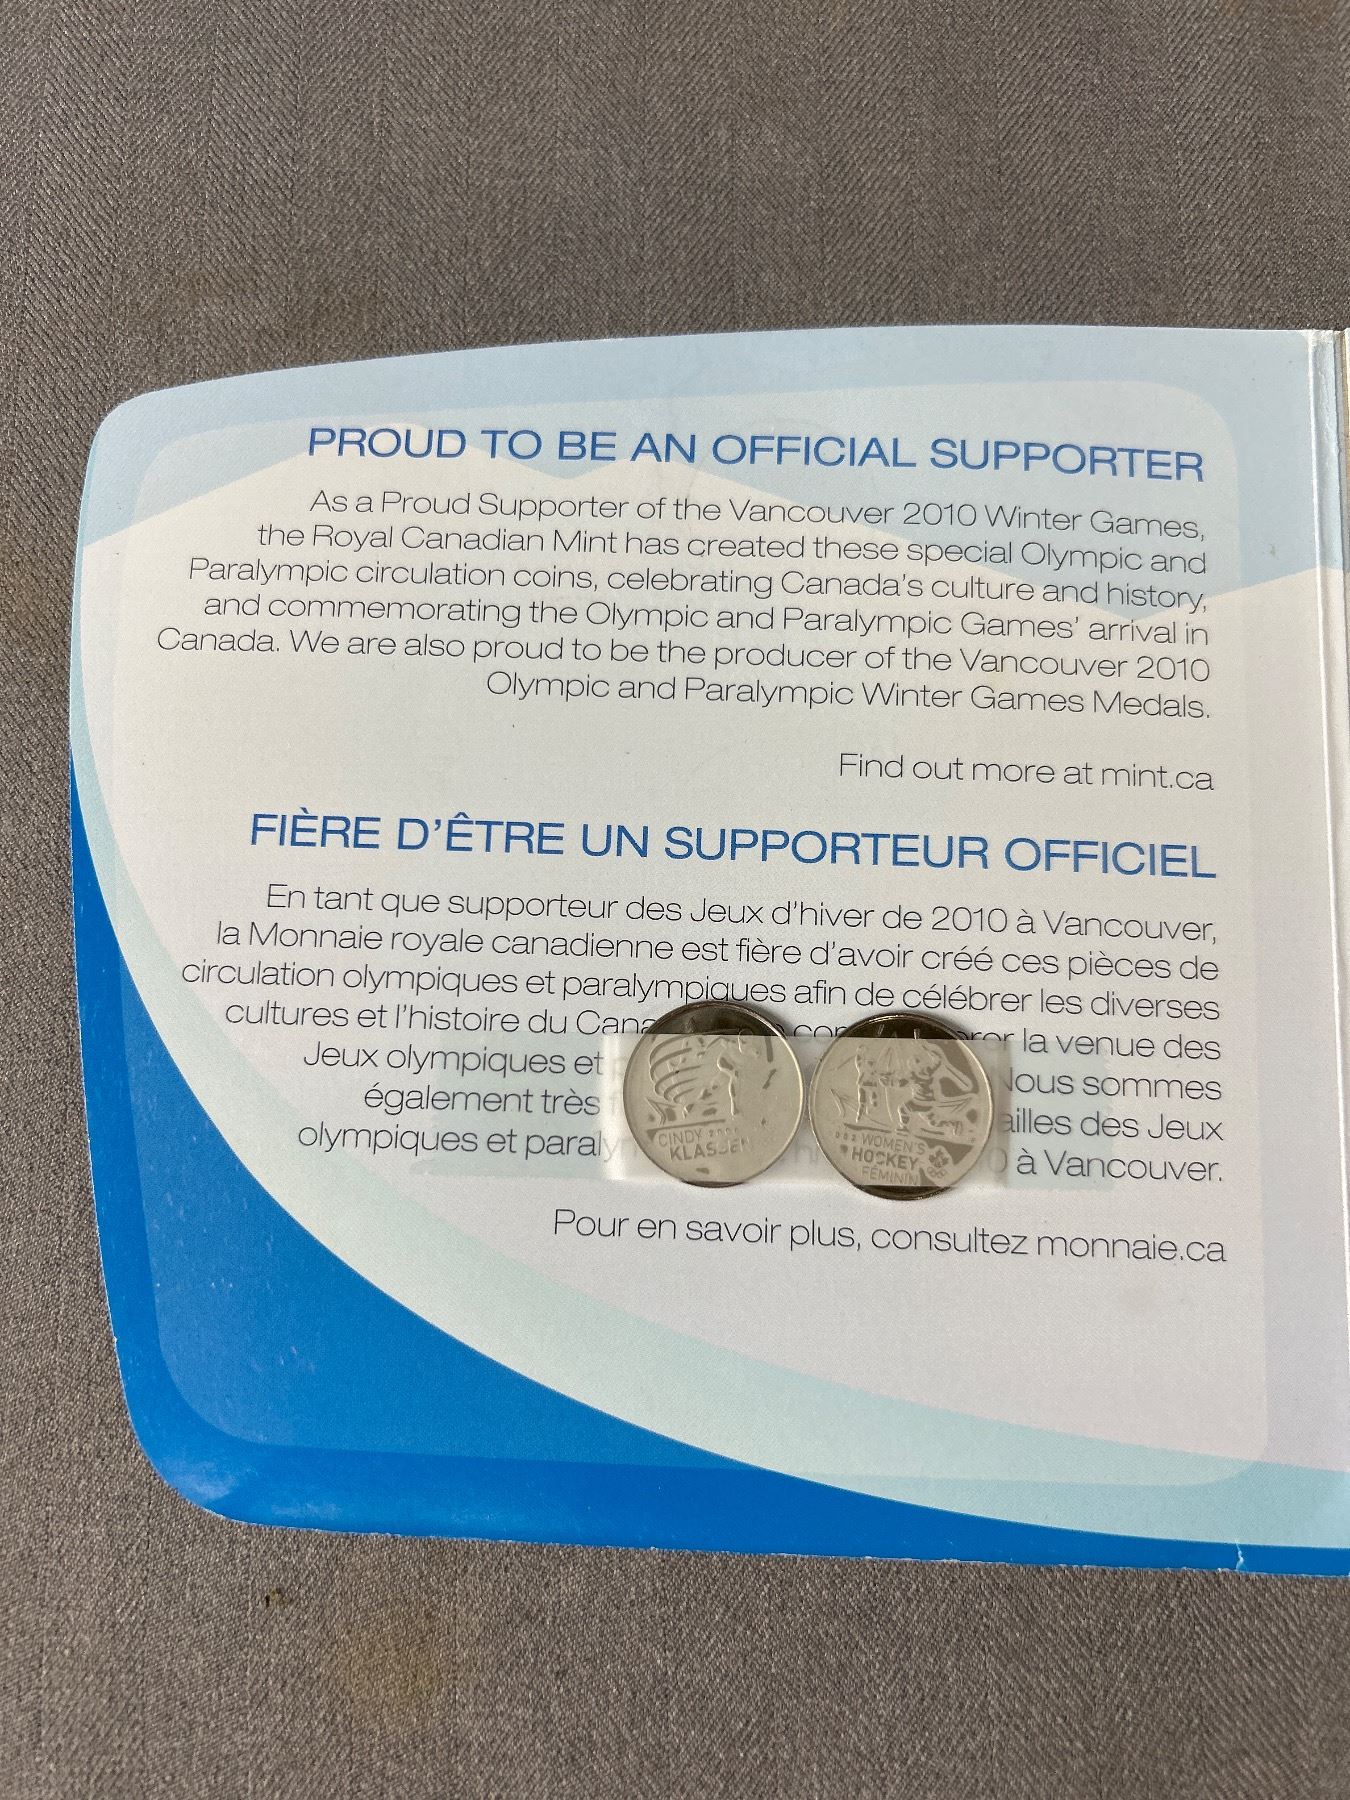 PROUD TO BE AN OFFICIAL SUPPORTER
As a Proud Supporter of the Vancouver 2010 Winter Games,
the Royal Canadian Mint has created these special Olympic and
Paralympic circulation coins, celebrating Canada's culture and history,
and commemorating the Olympic and Paralympic Games' arrival in
Canada. We are also proud to be the producer of the Vancouver 2010
Olympic and Paralympic Winter Games Medals.
Find out more at mint.ca
FIÈRE D'ÊTRE UN SUPPORTEUR OFFICIEL
En tant que supporteur des Jeux d'hiver de 2010 à Vancouver,
la Monnaie royale canadienne est fière d'avoir créé ces pièces de
circulation olympiques et paralympiques afin de célébrer les diverses
cultures et l'histoire du la venue des
Jeux olympiques et Nous sommes
également très des Jeux
olympiques et à Vancouver.
Pour en savoir plus, consultez monnaie.ca
CINDY
KLASSEN
WOMEN'S
HOCKEY
FÉMININ